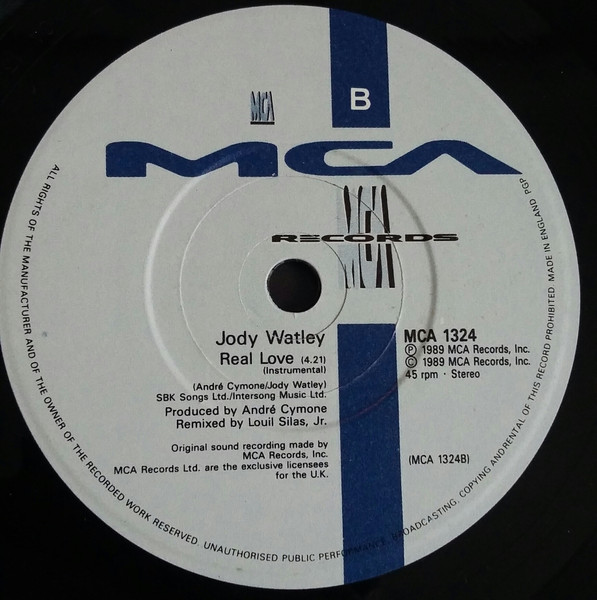 B
MCA
MCA
MCA
RECORDS
Jody Watley
Real Love (4.21)
(Instrumental)
(André Cymone/Jody Watley)
SBK Songs Ltd./Intersong Music Ltd.
Produced by André Cymone
Remixed by Louil Silas, Jr.
Original sound recording made by
MCA Records, Inc.
MCA Records Ltd. are the exclusive licensees
for the U.K.
MCA 1324
Ⓟ 1989 MCA Records, Inc.
© 1989 MCA Records, Inc.
45 rpm · Stereo
(MCA 1324B)
ALL RIGHTS OF THE MANUFACTURER AND OF THE OWNER OF THE RECORDED WORK RESERVED. UNAUTHORISED PUBLIC PERFORMANCE, BROADCASTING, COPYING AND RENTAL OF THIS RECORD PROHIBITED. MADE IN ENGLAND PGP